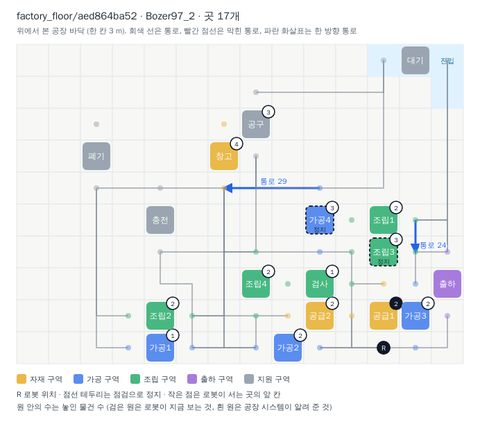 factory_floor/aed864ba52 · Bozer97_2 · 곳 17개
위에서 본 공장 바닥 (한 칸 3 m). 회색 선은 통로, 빨간 점선은 막힌 통로, 파란 화살표는 한 방향 통로
대기
진입
공구 3
창고 4
폐기
통로 29
충전
가공4 3
정지
조립1 2
조립3 3
정지
통로 24
조립4 2
검사 1
출하
조립2 2
공급2 2
공급1 2
가공3 2
가공1 1
가공2 2
R
자재 구역
가공 구역
조립 구역
출하 구역
지원 구역
R 로봇 위치 · 점선 테두리는 점검으로 정지 · 작은 점은 로봇이 서는 곳의 앞 칸
원 안의 수는 놓인 물건 수 (검은 원은 로봇이 지금 보는 것, 흰 원은 공장 시스템이 알려 준 것)